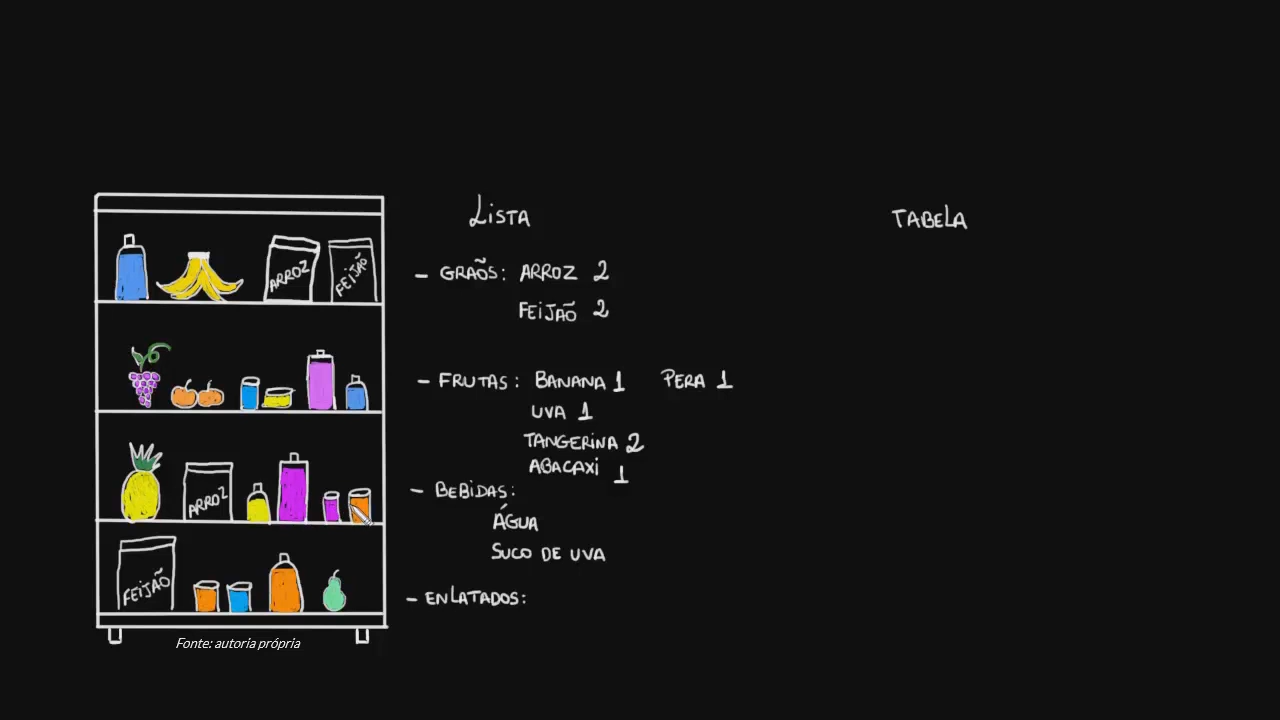 LISTA
TABELA
ARROZ
FEIJÃO
- GRAÕS: ARROZ 2
FEIJÃO 2
- FRUTAS: BANANA 1 PERA 1
UVA 1
TANGERINA 2
ABACAXI 1
ARROZ
- BEBIDAS:
ÁGUA
SUCO DE UVA
FEIJÃO
- ENLATADOS:
Fonte: autoria própria